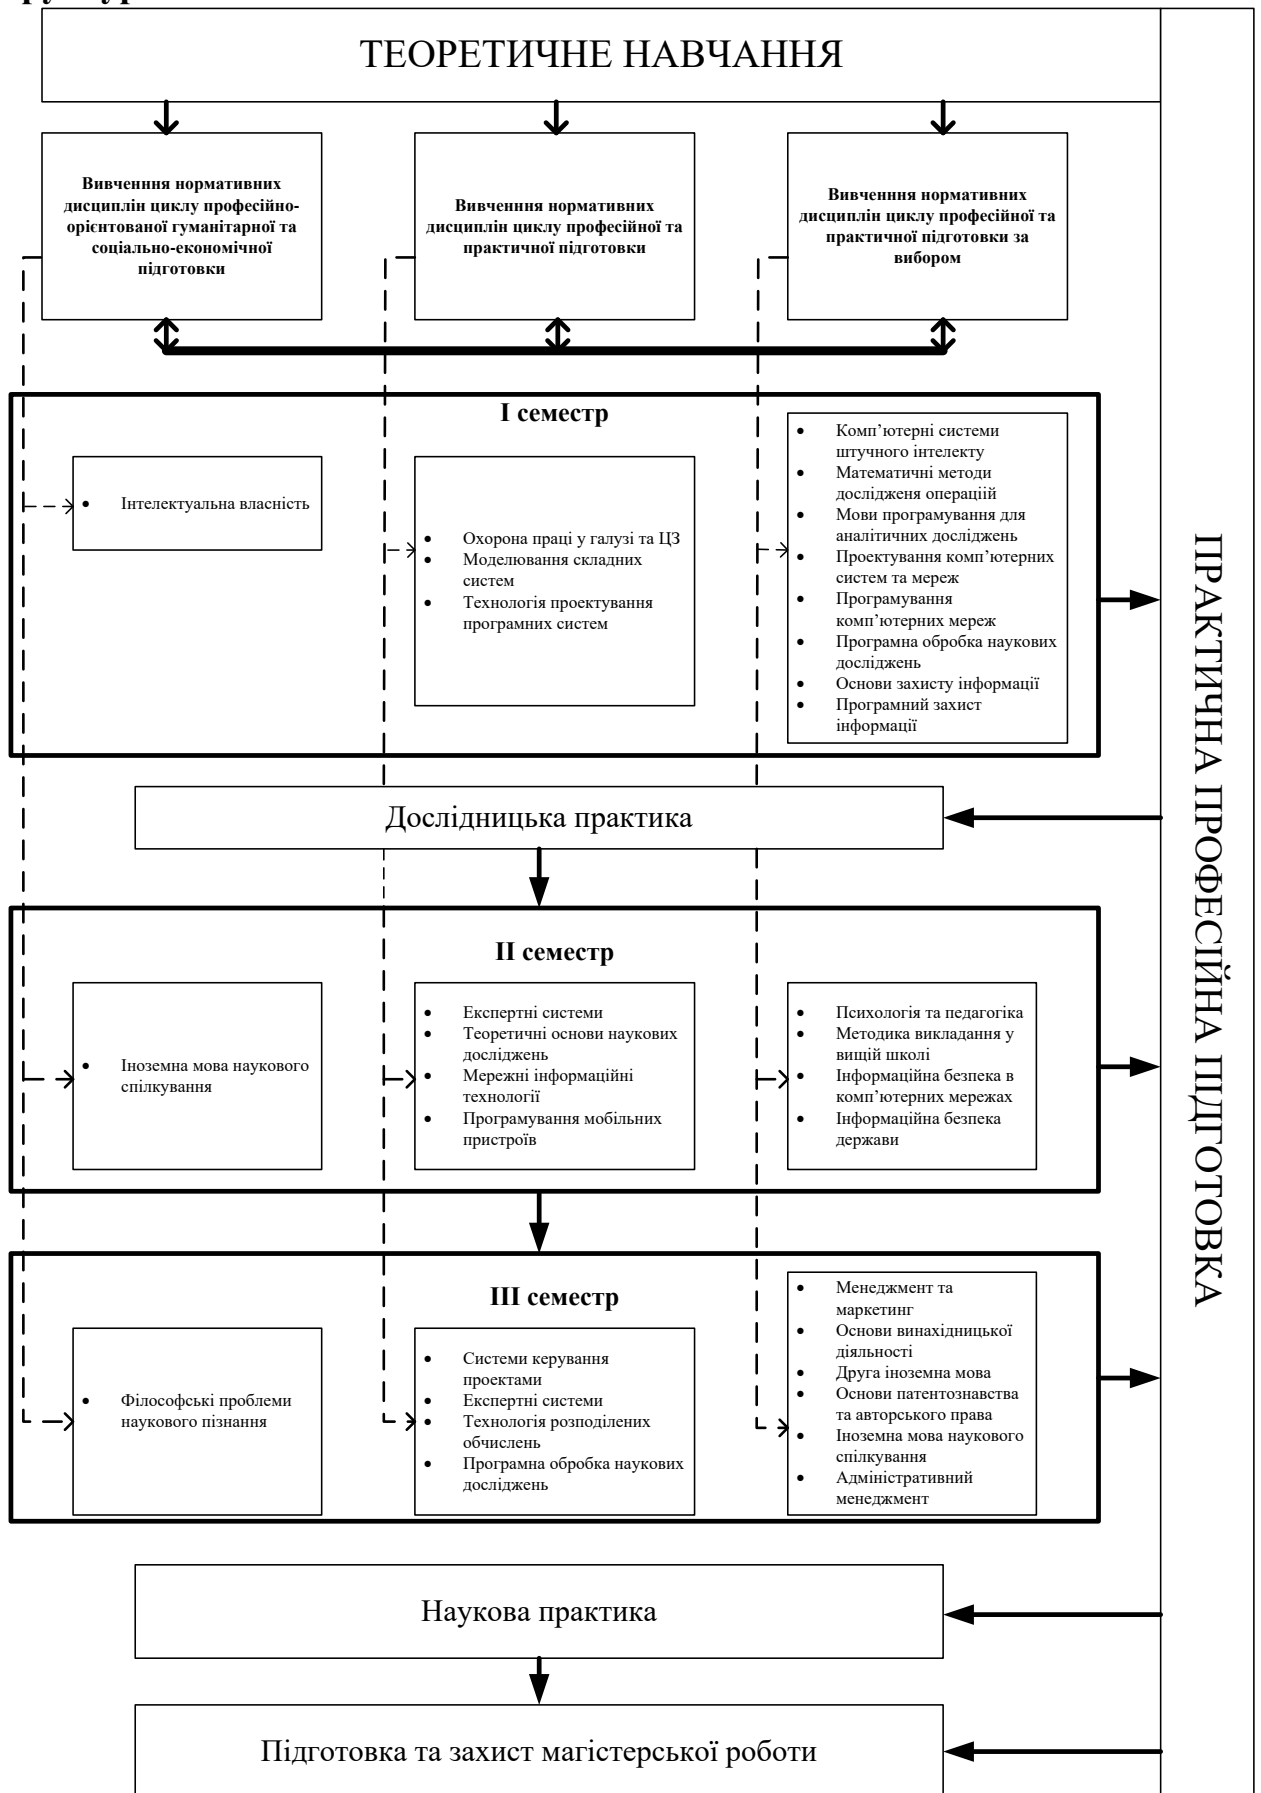 ТЕОРЕТИЧНЕ НАВЧАННЯ
Вивченння нормативних
дисциплін циклу професійно-
орієнтованої гуманітарної та
соціально-економічної
підготовки
Вивченння нормативних
дисциплін циклу професійної та
практичної підготовки
Вивченння нормативних
дисциплін циклу професійної та
практичної підготовки за
вибором
І семестр
• Інтелектуальна власність
• Охорона праці у галузі та ЦЗ
• Моделювання складних
систем
• Технологія проектування
програмних систем
• Комп’ютерні системи
штучного інтелекту
• Математичні методи
дослідженя операціій
• Мови програмування для
аналітичних досліджень
• Проектування комп’ютерних
систем та мереж
• Програмування
комп’ютерних мереж
• Програмна обробка наукових
досліджень
• Основи захисту інформації
• Програмний захист
інформації
Дослідницька практика
ІІ семестр
• Іноземна мова наукового
спілкування
• Експертні системи
• Теоретичні основи наукових
досліджень
• Мережні інформаційні
технології
• Програмування мобільних
пристроїв
• Психологія та педагогіка
• Методика викладання у
вищій школі
• Інформаційна безпека в
комп’ютерних мережах
• Інформаційна безпека
держави
ІІІ семестр
• Філософські проблеми
наукового пізнання
• Системи керування
проектами
• Експертні системи
• Технологія розподілених
обчислень
• Програмна обробка наукових
досліджень
• Менеджмент та
маркетинг
• Основи винахідницької
діяльності
• Друга іноземна мова
• Основи патентознавства
та авторського права
• Іноземна мова наукового
спілкування
• Адміністративний
менеджмент
Наукова практика
Підготовка та захист магістерської роботи
ПРАКТИЧНА ПРОФЕСІЙНА ПІДГОТОВКА